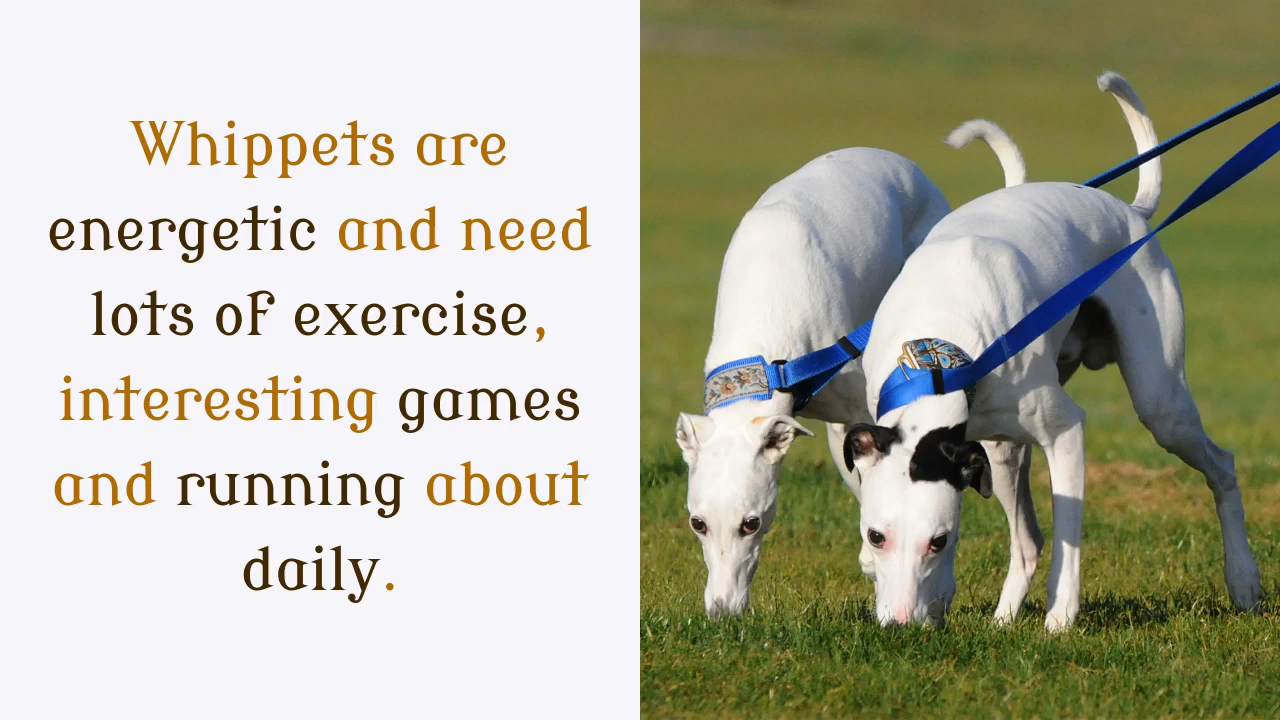 Whippets are
energetic and need
lots of exercise,
interesting games
and running about
daily.